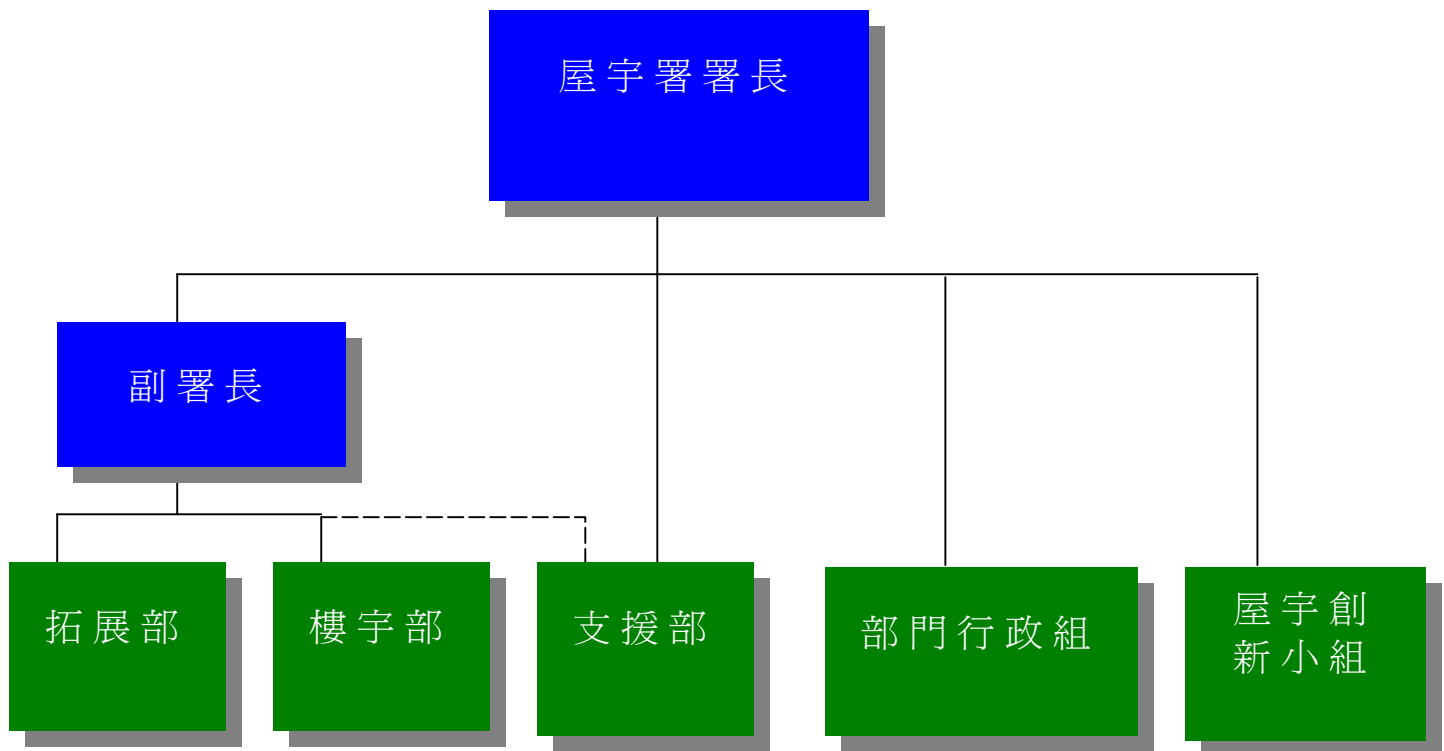 屋宇署署長
副署長
拓展部
樓宇部
支援部
部門行政組
屋宇創
新小組